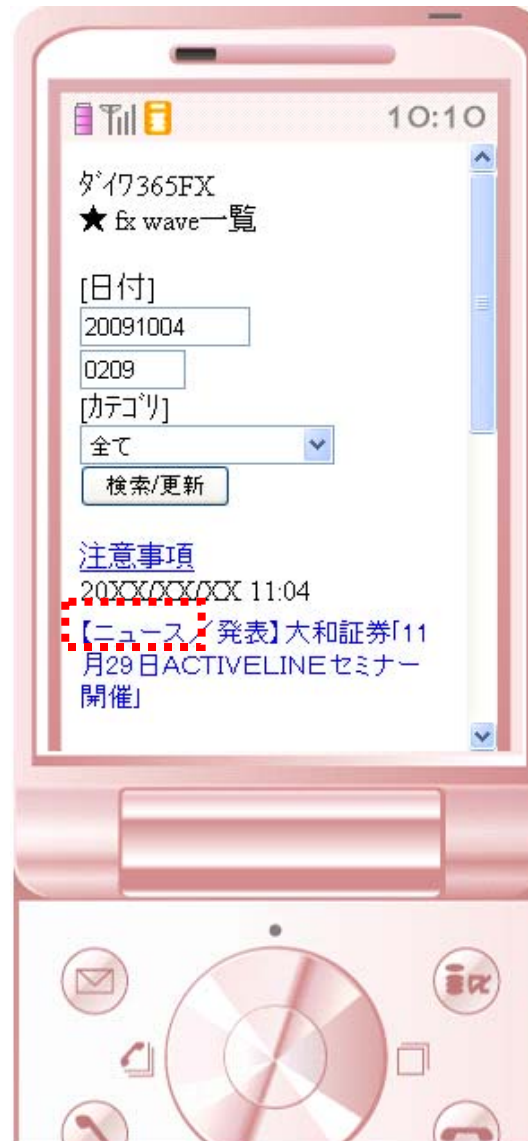 10:10
ダイワ365FX
★ fx wave一覧
[日付]
20091004
0209
[カテゴリ]
全て
検索/更新
注意事項
20XX/XX/XX 11:04
【ニュース／発表】大和証券「11
月29日ACTIVELINEセミナー
開催」